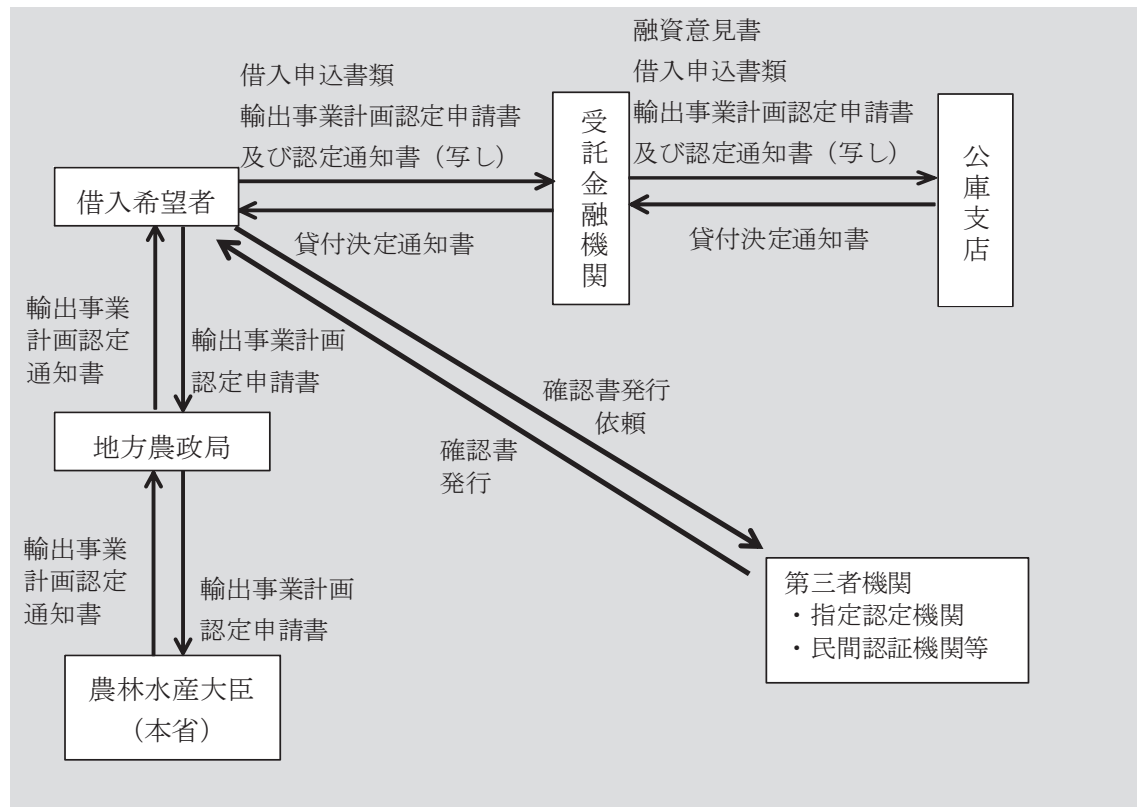 融資意見書
借入申込書類
輸出事業計画認定申請書
及び認定通知書（写し）
借入申込書類
輸出事業計画認定申請書
及び認定通知書（写し）
受託金融機関
公庫支店
借入希望者
貸付決定通知書
貸付決定通知書
輸出事業
計画認定
通知書
輸出事業計画
認定申請書
確認書発行
依頼
確認書
発行
地方農政局
輸出事業
計画認定
通知書
輸出事業計画
認定申請書
第三者機関
・指定認定機関
・民間認証機関等
農林水産大臣
（本省）